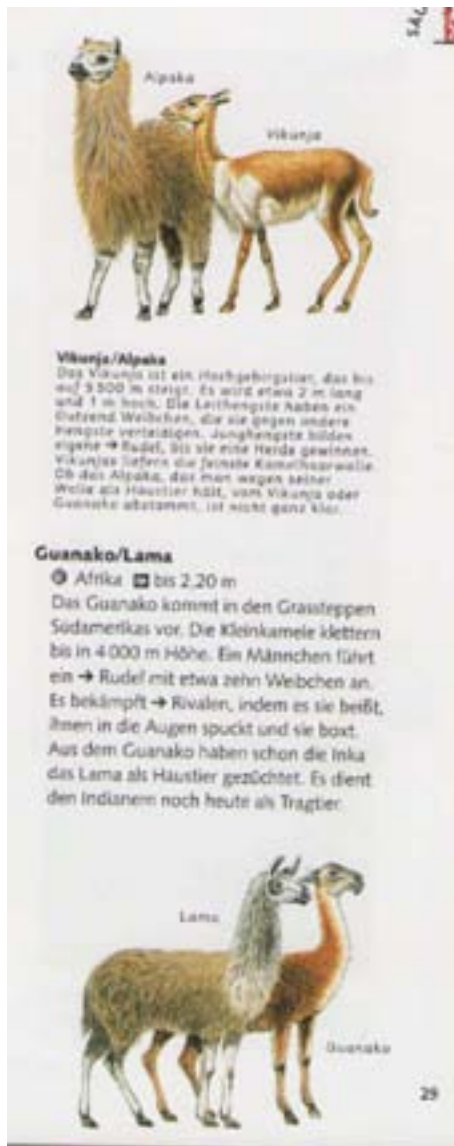 SÄU
Alpaka
Vikunja
Vikunja/Alpaka
Das Vikunja ist ein Hochgebirgstier, das bis
auf 5500 m steigt. Es wird etwa 2 m lang
und 1 m hoch. Die Leithengste haben ein
Dutzend Weibchen, die sie gegen andere
Hengste verteidigen. Junghengste bilden
eigene → Rudel, bis sie eine Herde gewinnen.
Vikunjas liefern die feinste Kamelhaarwolle.
Ob das Alpaka, das man wegen seiner
Wolle als Haustier hält, vom Vikunja oder
Guanako abstammt, ist nicht ganz klar.
Guanako/Lama
Afrika bis 2,20 m
Das Guanako kommt in den Grassteppen
Südamerikas vor. Die Kleinkamele klettern
bis in 4000 m Höhe. Ein Männchen führt
ein → Rudel mit etwa zehn Weibchen an.
Es bekämpft → Rivalen, indem es sie beißt,
ihnen in die Augen spuckt und sie boxt.
Aus dem Guanako haben schon die Inka
das Lama als Haustier gezüchtet. Es dient
den Indianern noch heute als Tragtier.
Lama
Guanako
29